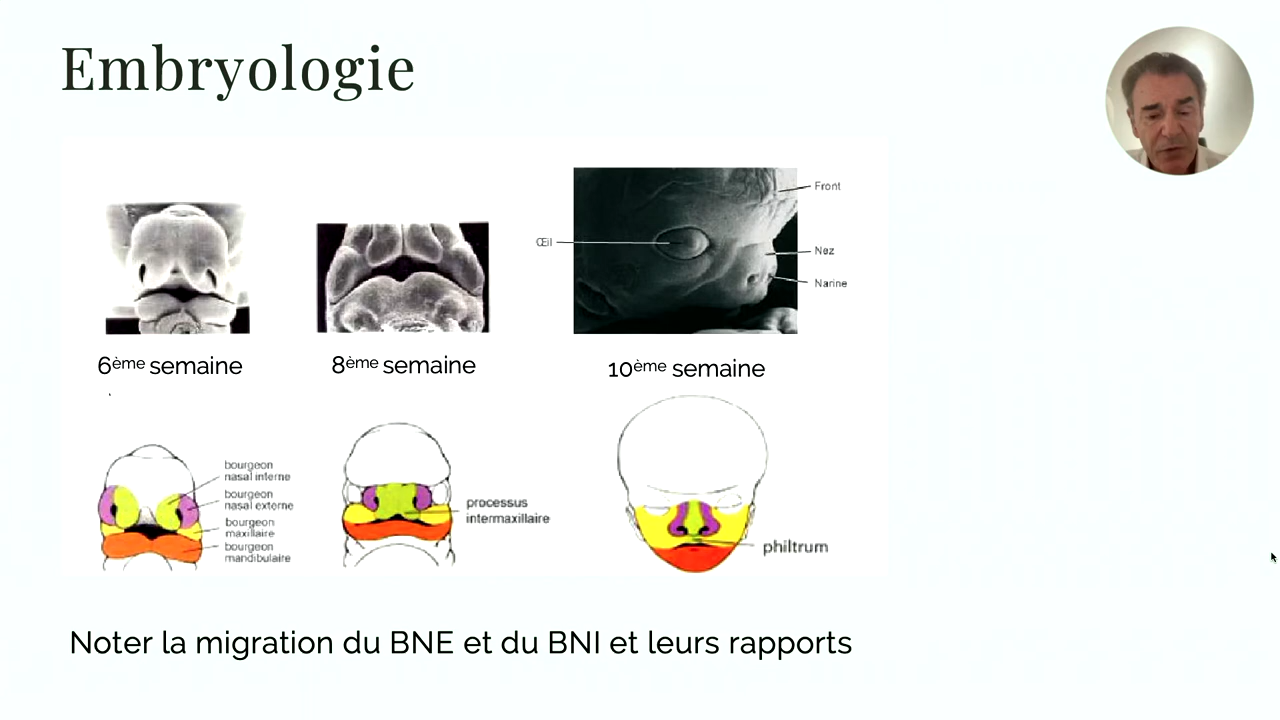 Embryologie
Front
Œil
Nez
Narine
6ème semaine
8ème semaine
10ème semaine
bourgeon
nasal interne
bourgeon
nasal externe
bourgeon
maxillaire
bourgeon
mandibulaire
processus
intermaxillaire
philtrum
Noter la migration du BNE et du BNI et leurs rapports